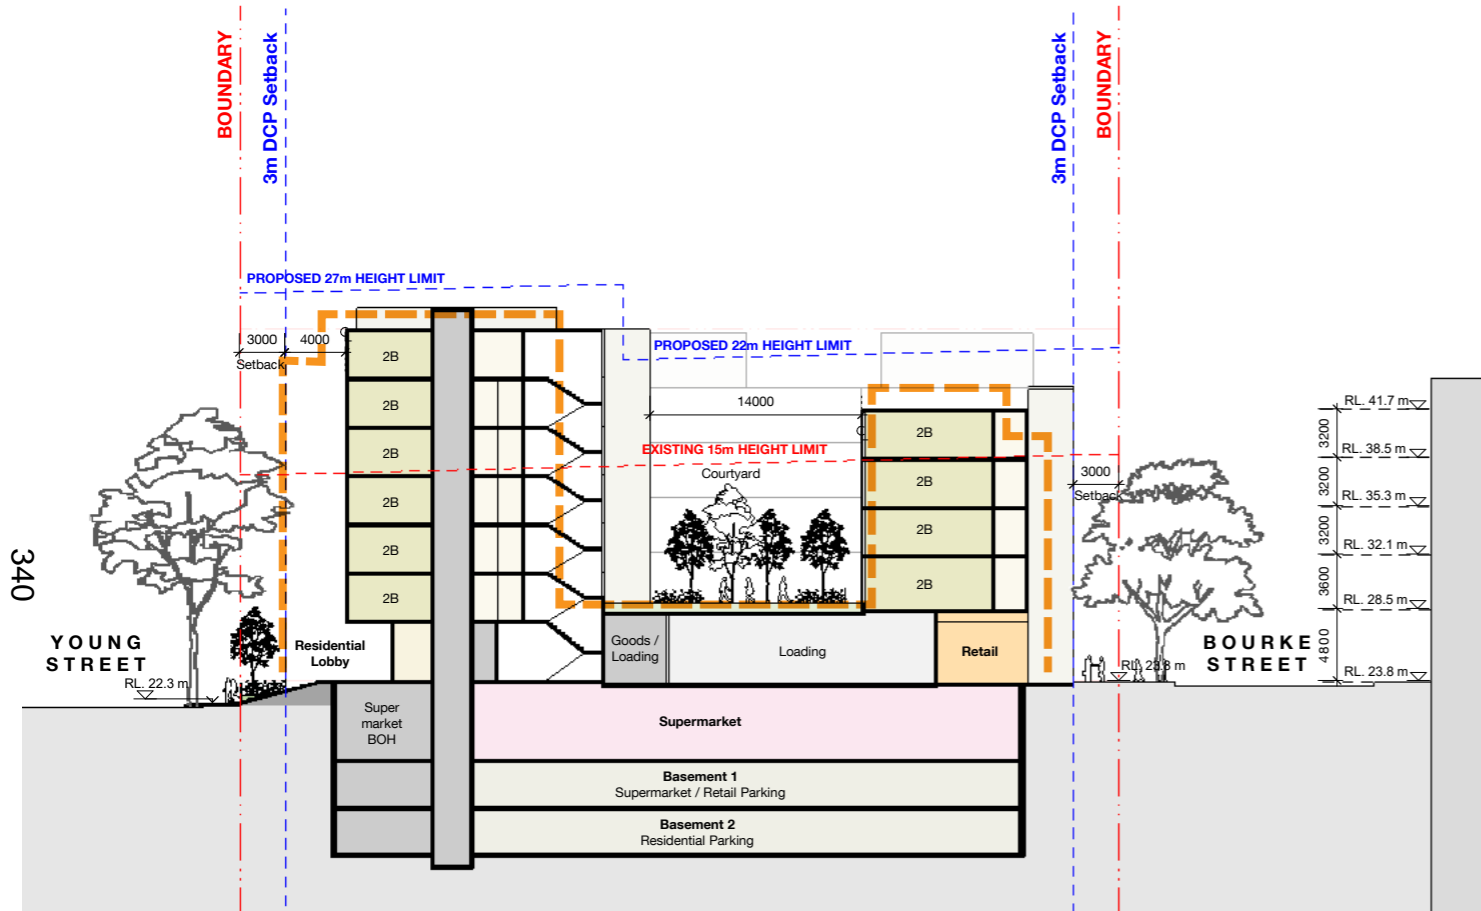 BOUNDARY
3m DCP Setback
3m DCP Setback
BOUNDARY
PROPOSED 27m HEIGHT LIMIT
3000
4000
Setback
PROPOSED 22m HEIGHT LIMIT
2B
2B
2B
2B
2B
2B
14000
EXISTING 15m HEIGHT LIMIT
Courtyard
2B
2B
2B
2B
3000
Setback
RL. 41.7 m
3200
RL. 38.5 m
3200
RL. 35.3 m
3200
RL. 32.1 m
3600
RL. 28.5 m
4800
RL. 23.8 m
340
YOUNG
STREET
RL. 22.3 m
Residential
Lobby
Goods /
Loading
Loading
Retail
RL. 23.8 m
BOURKE
STREET
Super
market
BOH
Supermarket
Basement 1
Supermarket / Retail Parking
Basement 2
Residential Parking